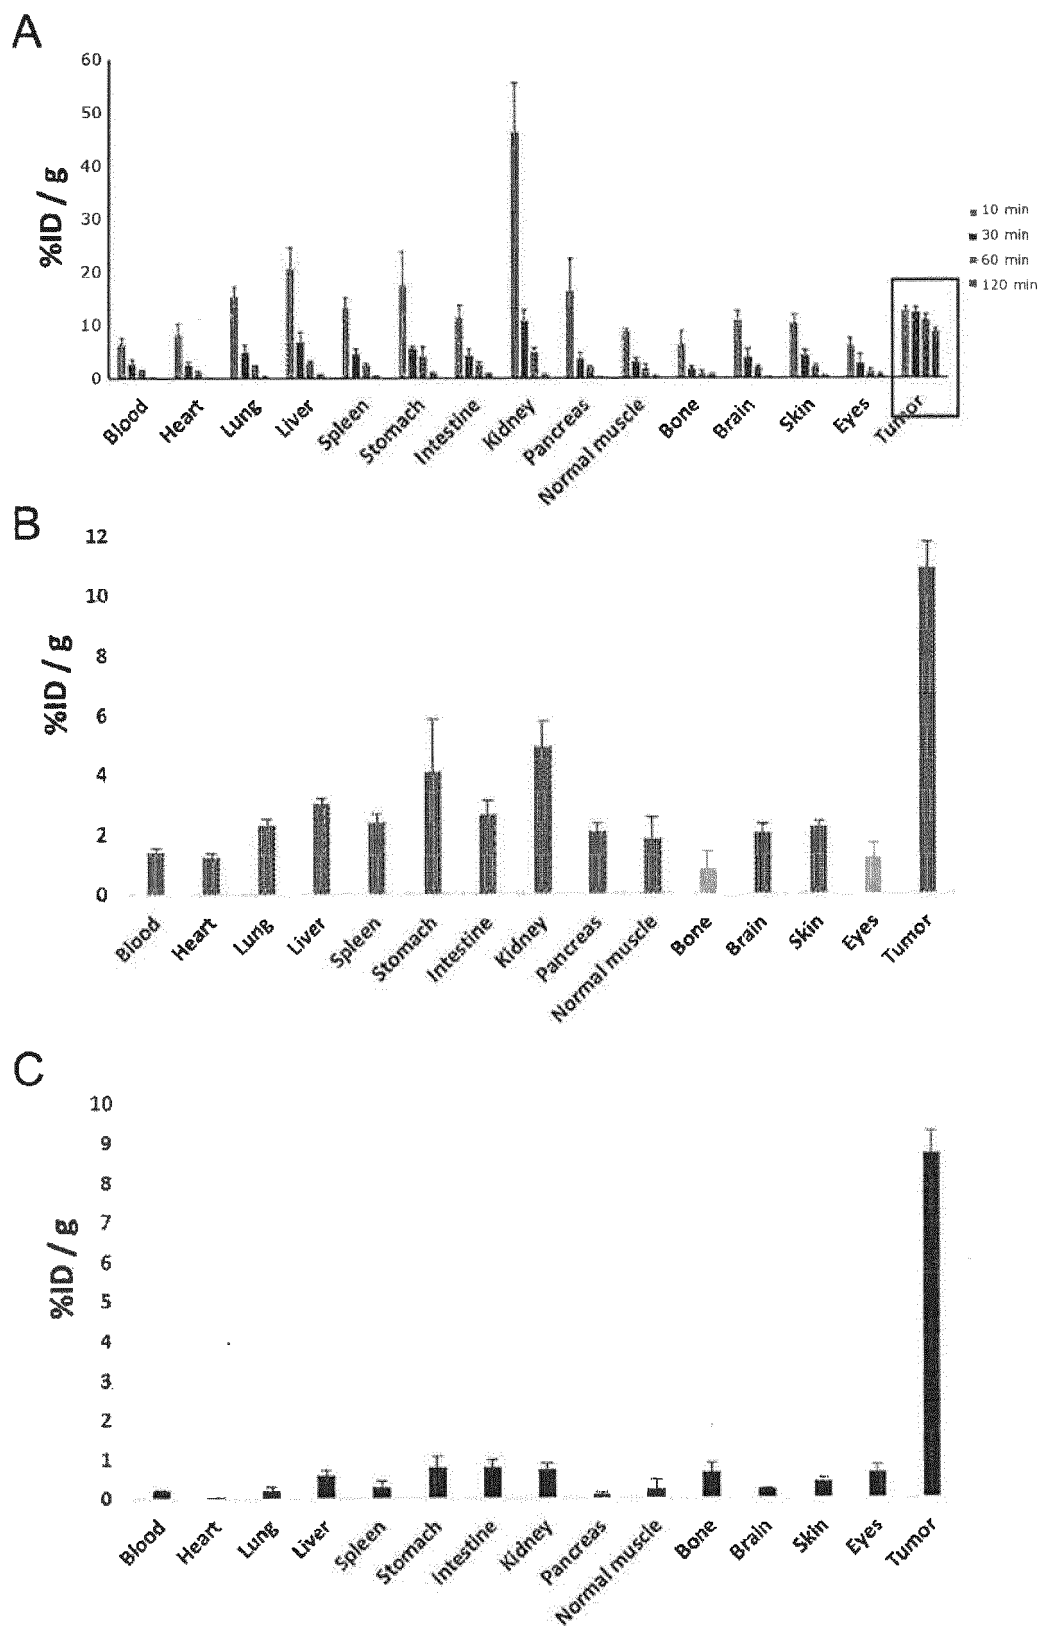 A
60
50
40
30
20
10
0
%ID / g
10 min
30 min
60 min
120 min
Blood
Heart
Lung
Liver
Spleen
Stomach
Intestine
Kidney
Pancreas
Normal muscle
Bone
Brain
Skin
Eyes
Tumor
B
12
10
8
6
4
2
0
%ID / g
Blood
Heart
Lung
Liver
Spleen
Stomach
Intestine
Kidney
Pancreas
Normal muscle
Bone
Brain
Skin
Eyes
Tumor
C
10
9
8
7
6
5
4
3
2
1
0
%ID / g
Blood
Heart
Lung
Liver
Spleen
Stomach
Intestine
Kidney
Pancreas
Normal muscle
Bone
Brain
Skin
Eyes
Tumor